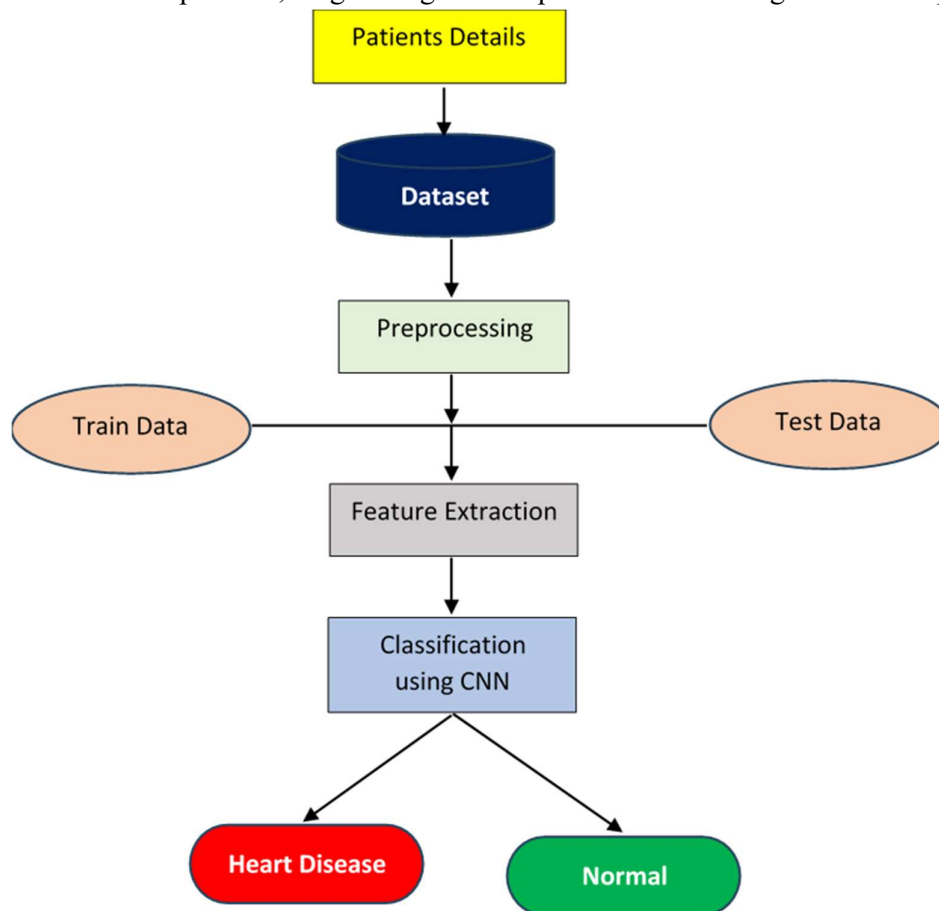 Patients Details
Dataset
Preprocessing
Train Data
Test Data
Feature Extraction
Classification
using CNN
Heart Disease
Normal